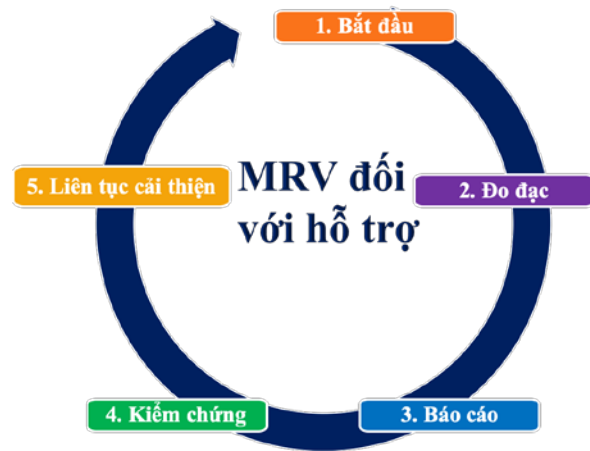 1. Bắt đầu
MRV đối
với hỗ trợ
2. Đo đạc
3. Báo cáo
4. Kiểm chứng
5. Liên tục cải thiện